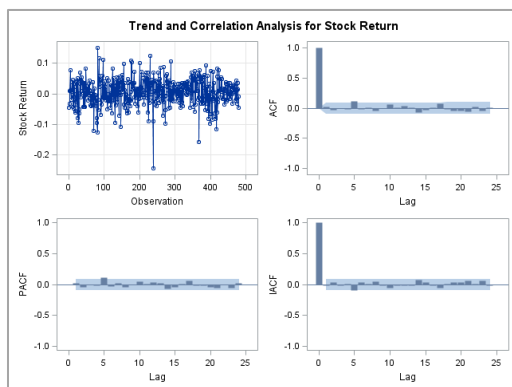 Trend and Correlation Analysis for Stock Return
Stock Return
0.1
0.0
-0.1
-0.2
0 100 200 300 400 500
Observation
ACF
1.0
0.5
0.0
-0.5
-1.0
0 5 10 15 20 25
Lag
PACF
1.0
0.5
0.0
-0.5
-1.0
0 5 10 15 20 25
Lag
IACF
1.0
0.5
0.0
-0.5
-1.0
0 5 10 15 20 25
Lag